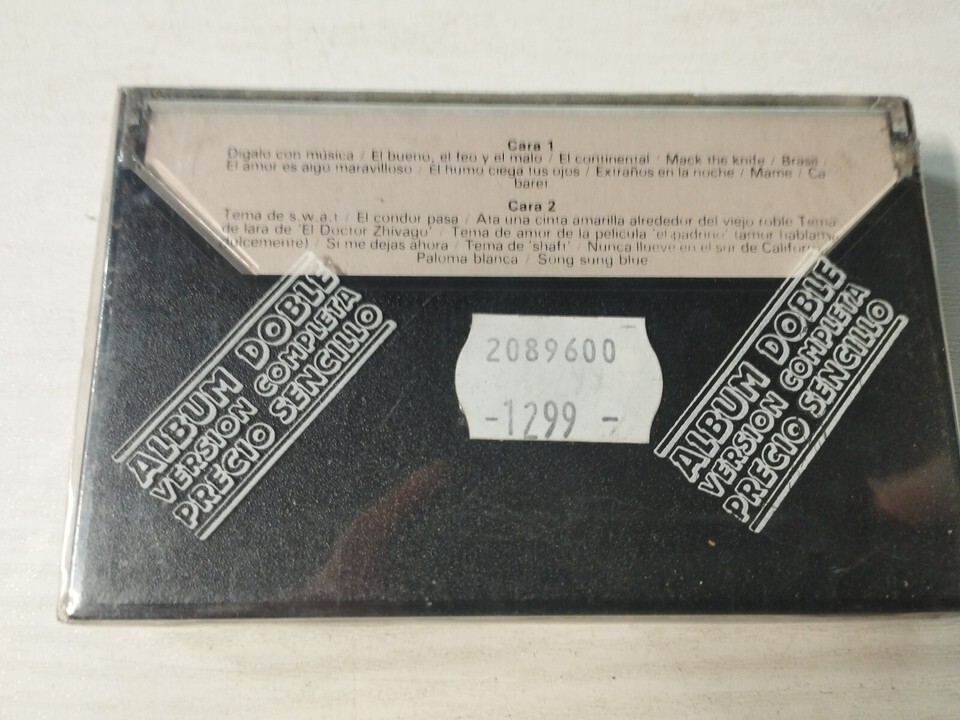 Cara 1
Digalo con música / El bueno, el feo y el malo / El continental / Mack the knife / Brasil /
El amor es algo maravilloso / El humo ciega tus ojos / Extraños en la noche / Mame / Ca
baret
Cara 2
Tema de s.w.a.t / El condor pasa / Ata una cinta amarilla alrededor del viejo roble Tema
de lara de 'El Doctor Zhivago' / Tema de amor de la pelicula 'el padrino' (amor hablame
dulcemente) / Si me dejas ahora / Tema de 'shaft' / Nunca llueve en el sur de California
Paloma blanca / Song sung blue
ALBUM DOBLE
VERSION COMPLETA
PRECIO SENCILLO
2089600
-1299 -
ALBUM DOBLE
VERSION COMPLETA
PRECIO SENCILLO